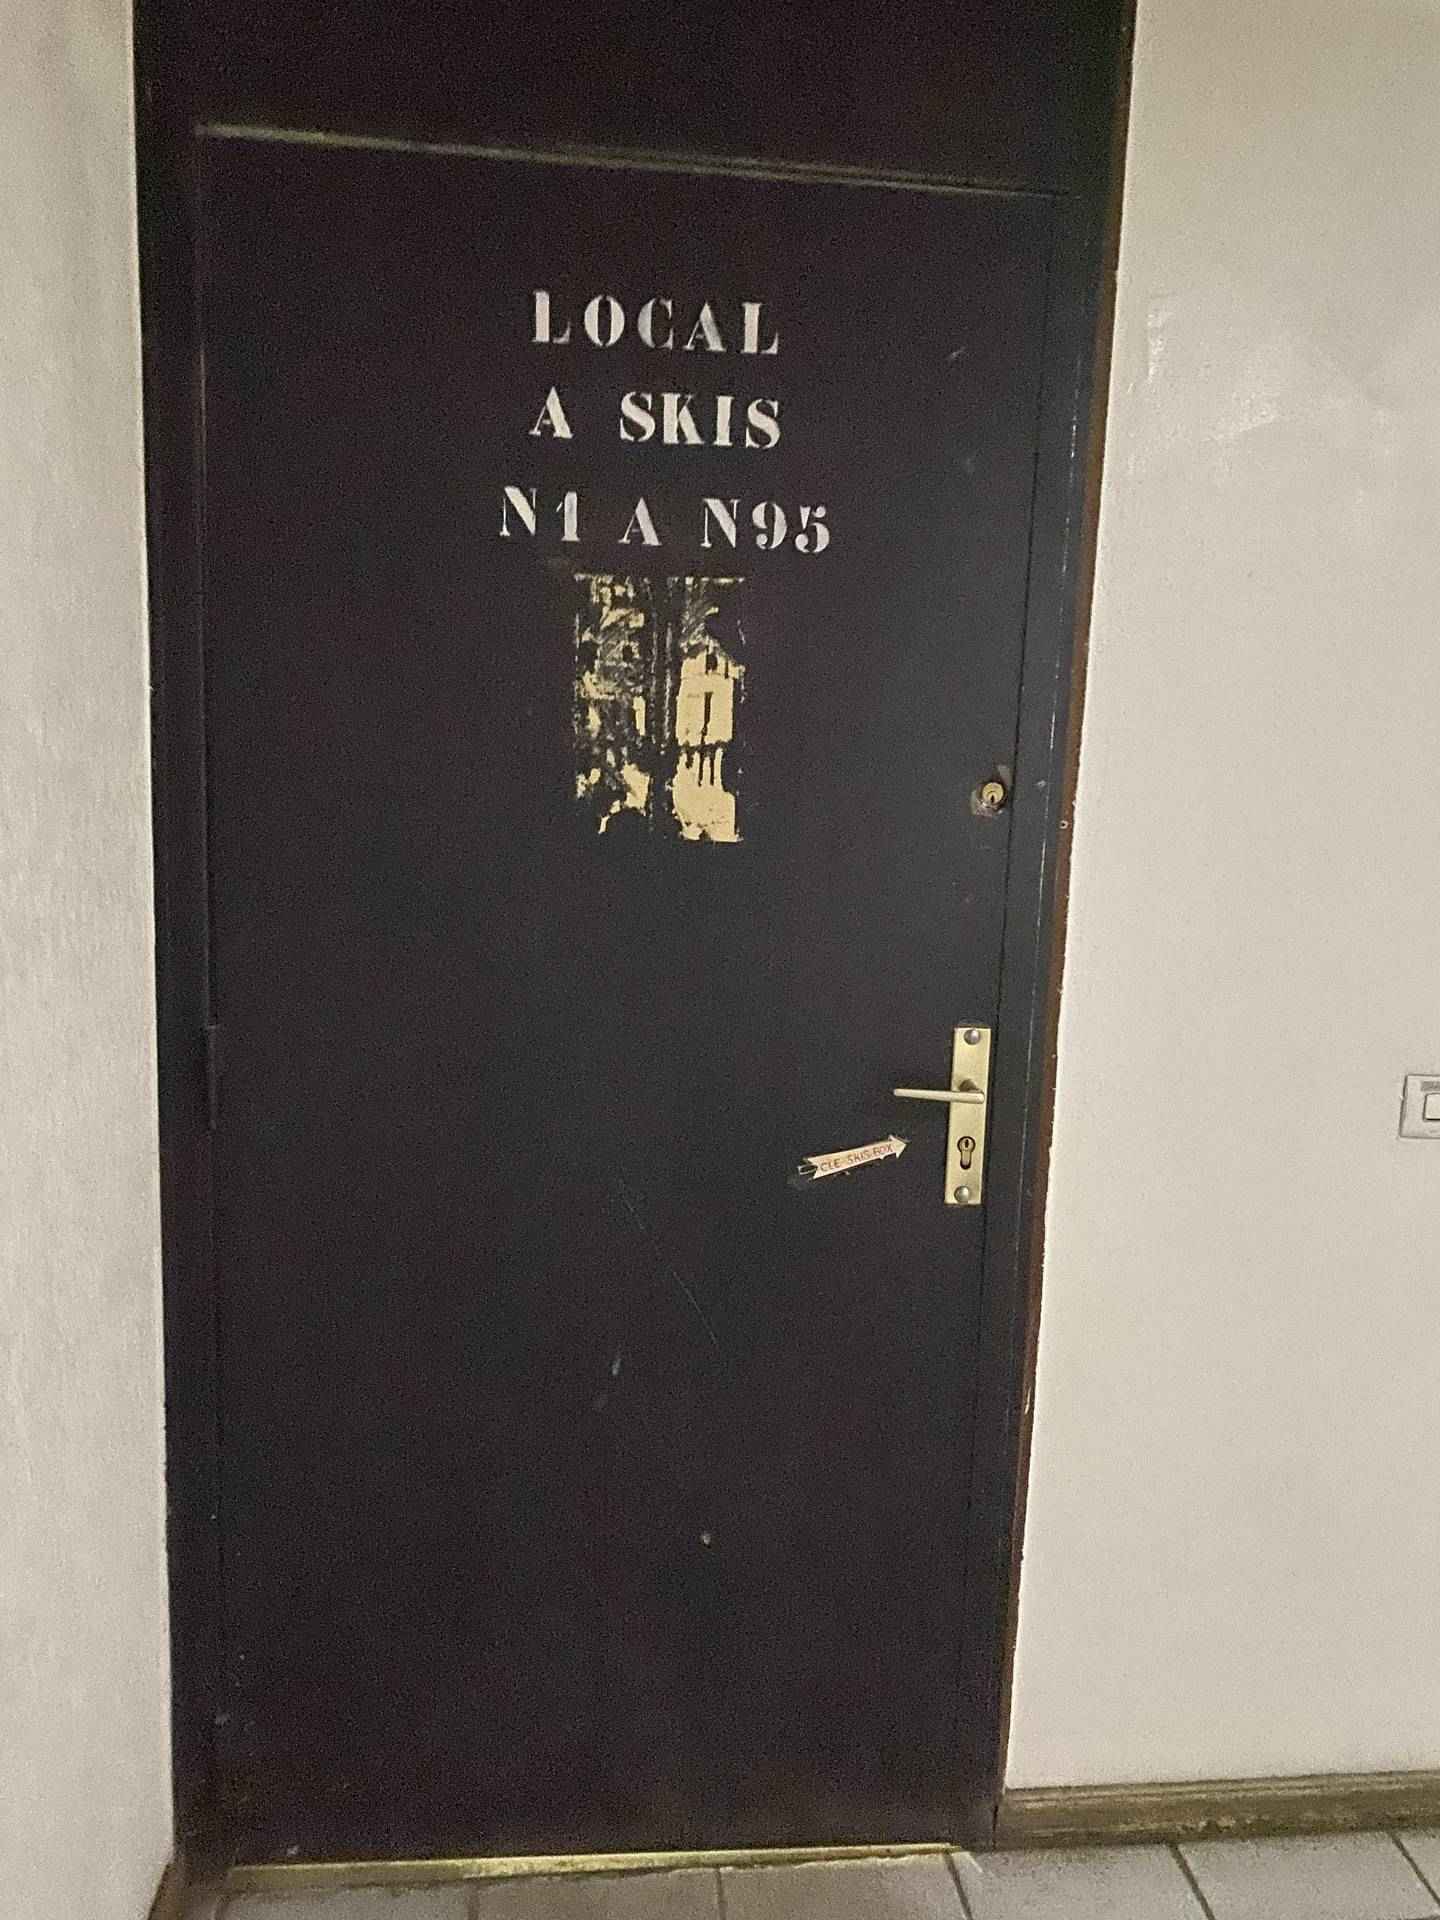 LOCAL
A SKIS
N1 A N95
CLE SKIS BOX